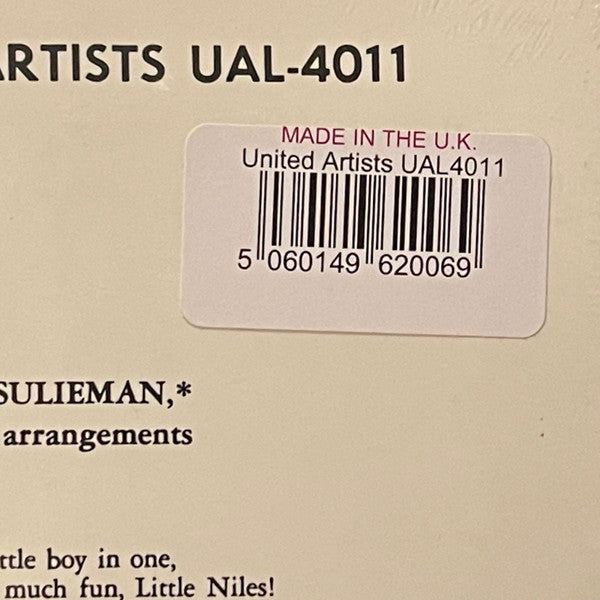 ARTISTS UAL-4011
MADE IN THE U.K.
United Artists UAL4011
5 060149 620069
SULIEMAN,*
arrangements
ttle boy in one,
much fun, Little Niles!